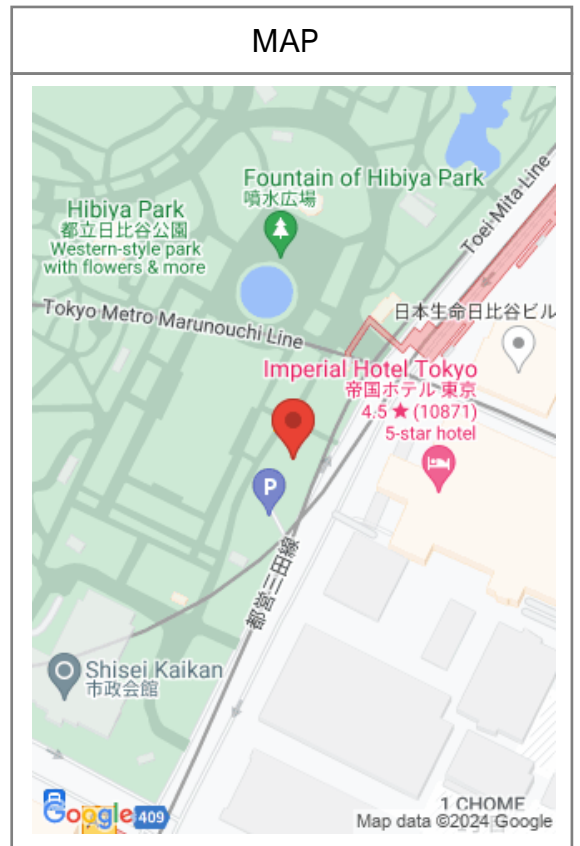 MAP
Fountain of Hibiya Park
噴水広場
Hibiya Park
都立日比谷公園
Western-style park
with flowers & more
Toei Mita Line
Tokyo Metro Marunouchi Line
日本生命日比谷ビル
Imperial Hotel Tokyo
帝国ホテル 東京
4.5 ★ (10871)
5-star hotel
P
都営三田線
Shisei Kaikan
市政会館
1 CHOME
Google
409
Map data ©2024 Google